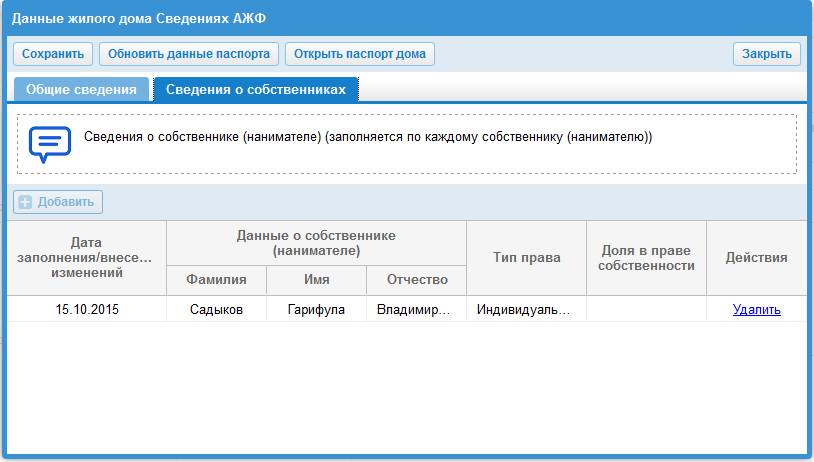 Данные жилого дома Сведениях АЖФ
Сохранить Обновить данные паспорта Открыть паспорт дома Закрыть
Общие сведения Сведения о собственниках
Сведения о собственнике (нанимателе) (заполняется по каждому собственнику (нанимателю))
Добавить
Дата
заполнения/внесе...
изменений
Данные о собственнике
(нанимателе)
Фамилия Имя Отчество
Тип права
Доля в праве
собственности
Действия
15.10.2015 Садыков Гарифула Владимир... Индивидуаль... Удалить